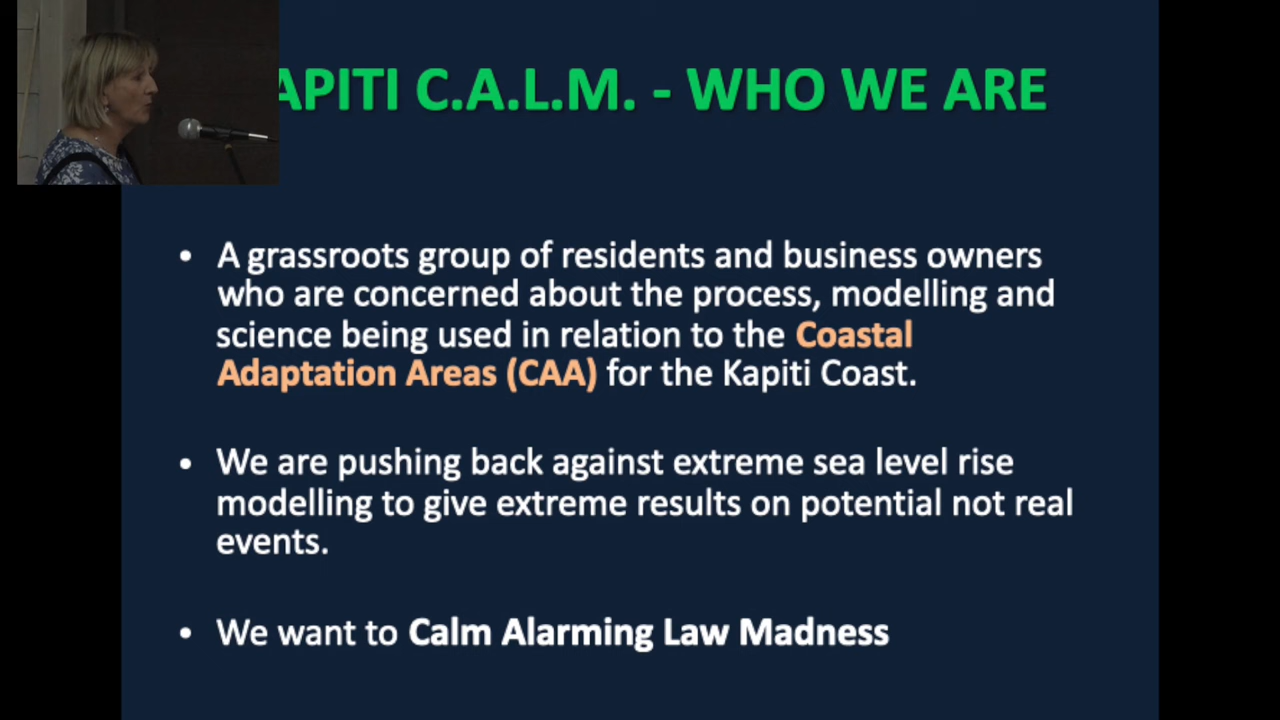 APITI C.A.L.M. - WHO WE ARE
• A grassroots group of residents and business owners
who are concerned about the process, modelling and
science being used in relation to the Coastal
Adaptation Areas (CAA) for the Kapiti Coast.
• We are pushing back against extreme sea level rise
modelling to give extreme results on potential not real
events.
• We want to Calm Alarming Law Madness